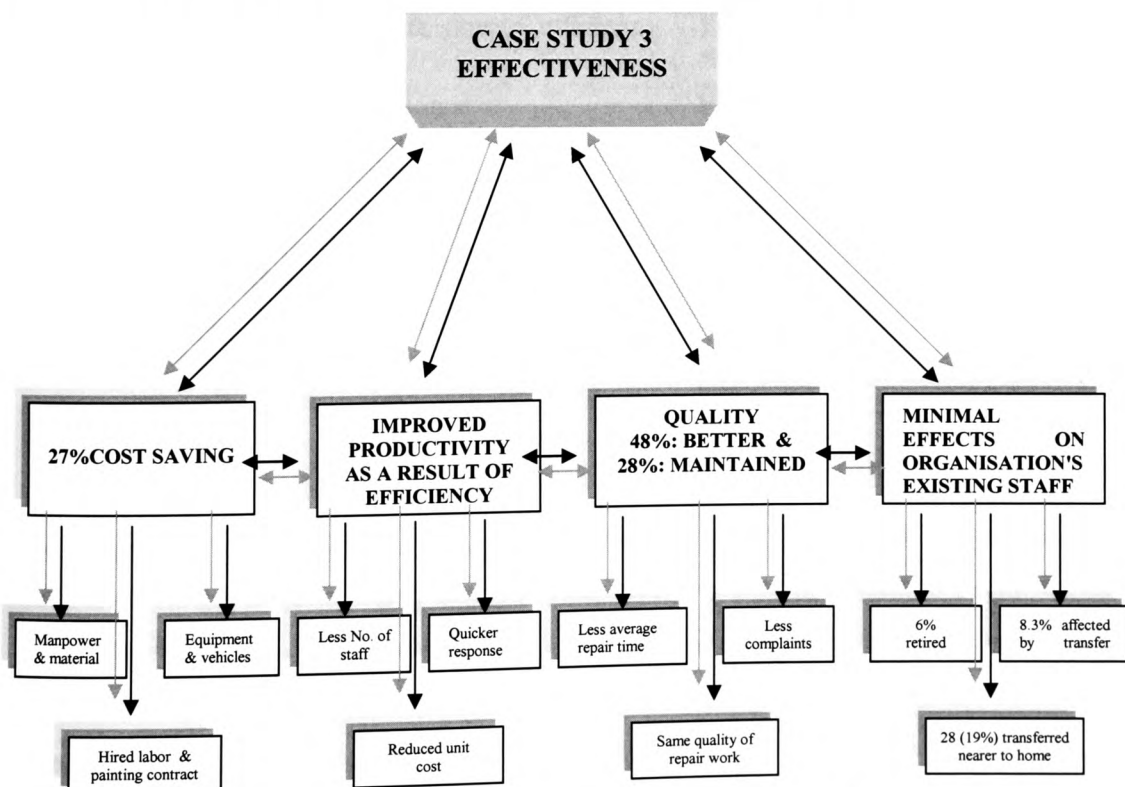 CASE STUDY 3
EFFECTIVENESS
27%COST SAVING
IMPROVED
PRODUCTIVITY
AS A RESULT OF
EFFICIENCY
QUALITY
48%: BETTER &
28%: MAINTAINED
MINIMAL
EFFECTS ON
ORGANISATION'S
EXISTING STAFF
Manpower
& material
Equipment
& vehicles
Less No. of
staff
Quicker
response
Less average
repair time
Less
complaints
6%
retired
8.3% affected
by transfer
Hired labor &
painting contract
Reduced unit
cost
Same quality of
repair work
28 (19%) transferred
nearer to home